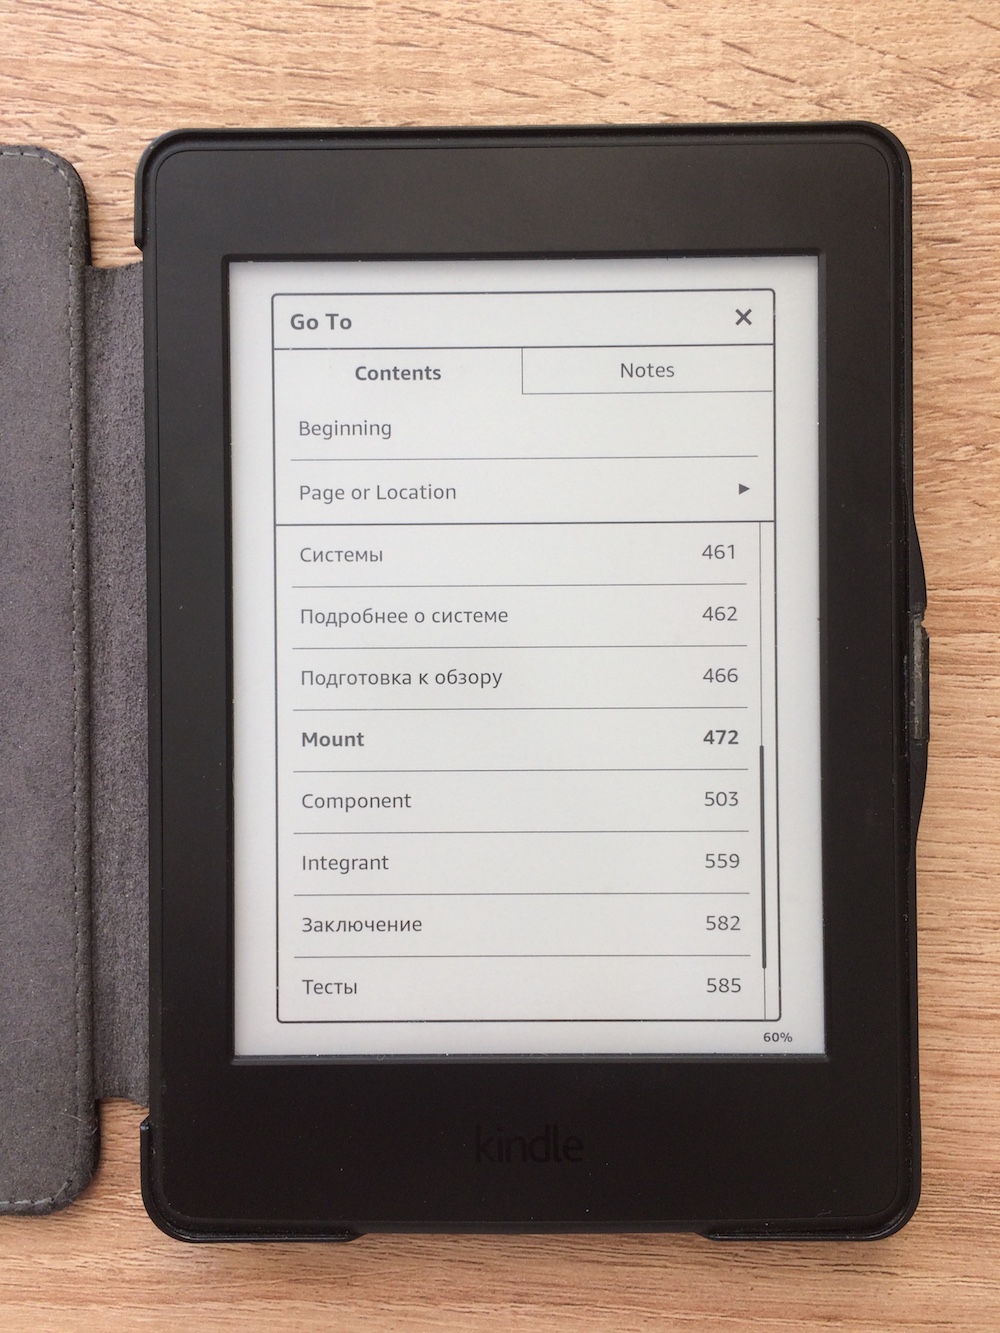 Go To ✕
Contents Notes
Beginning
Page or Location ▶
Системы 461
Подробнее о системе 462
Подготовка к обзору 466
Mount 472
Component 503
Integrant 559
Заключение 582
Тесты 585
60%
kindle